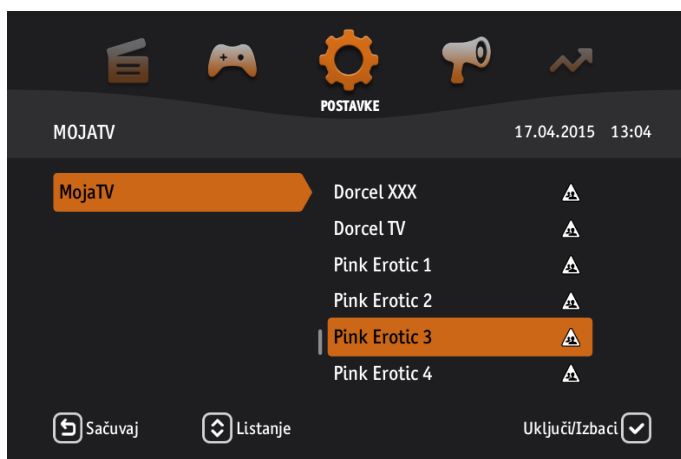 POSTAVKE
MOJATV 17.04.2015 13:04
MojaTV Dorcel XXX
Dorcel TV
Pink Erotic 1
Pink Erotic 2
Pink Erotic 3
Pink Erotic 4
Sačuvaj Listanje Uključi/Izbaci